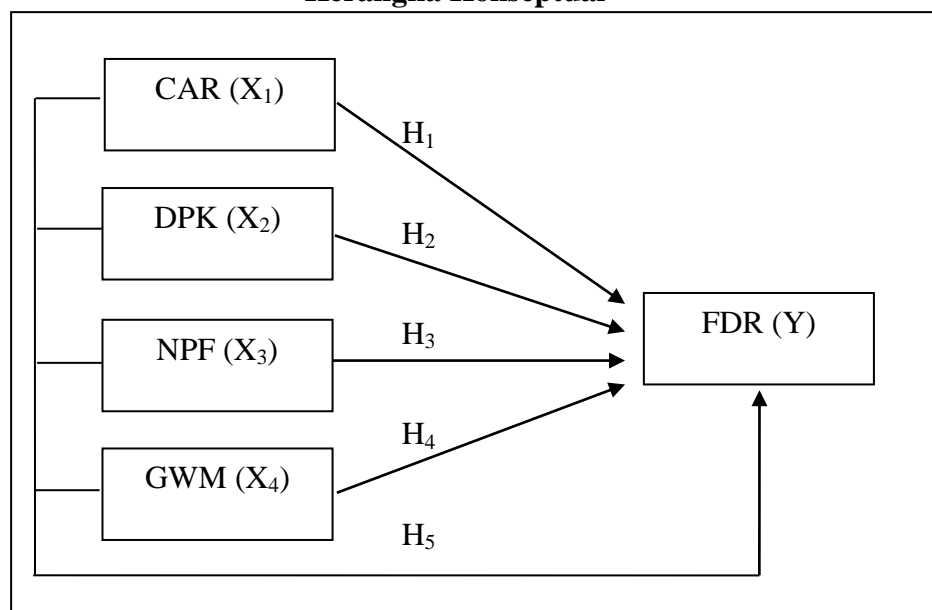 Kerangka Konseptual
CAR (X₁)
H₁
DPK (X₂)
H₂
FDR (Y)
NPF (X₃)
H₃
H₄
GWM (X₄)
H₅